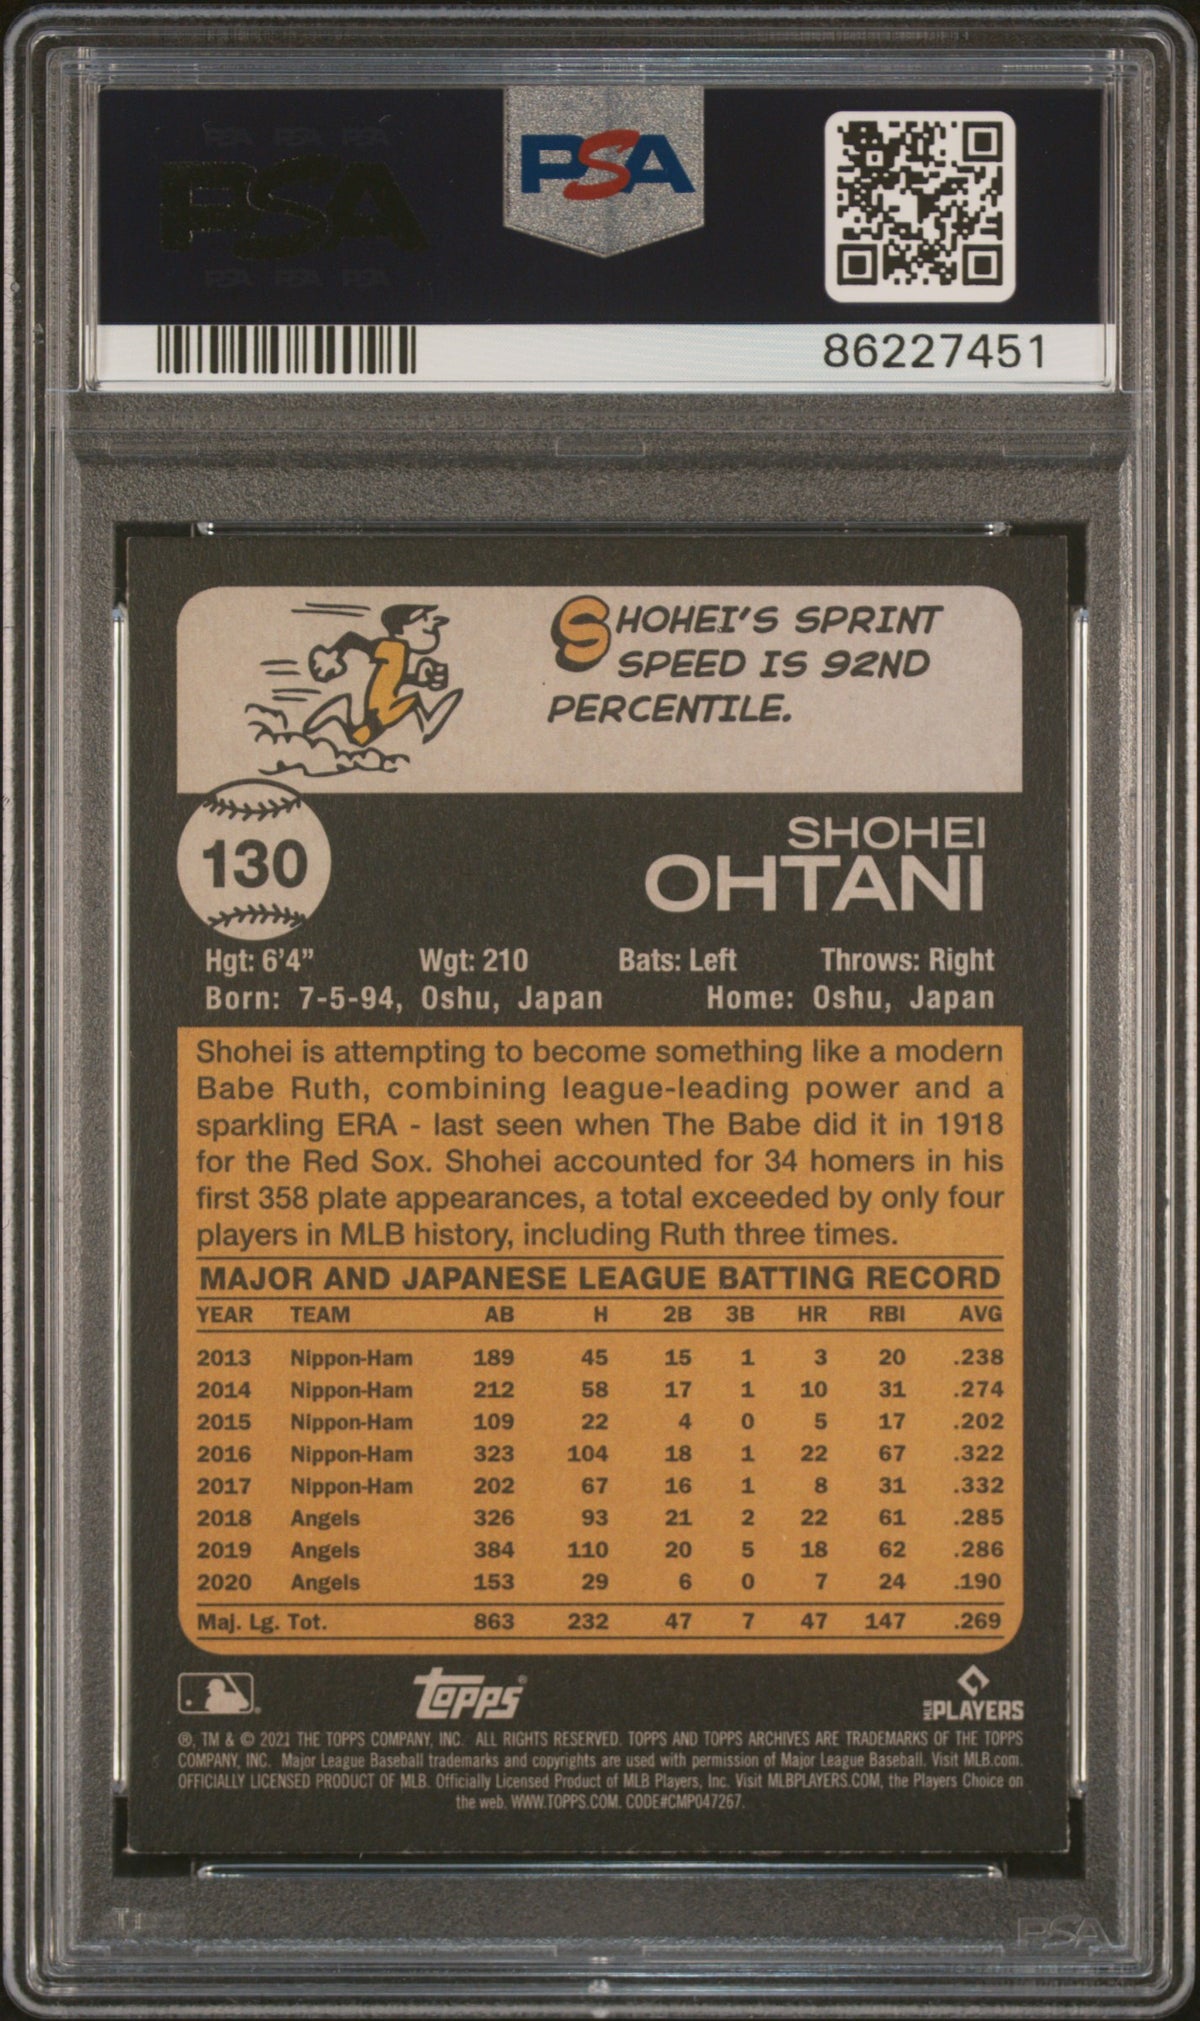 PSA PSA PSA
PSA
PSA PSA PSA
PSA
86227451
SHOHEI'S SPRINT
SPEED IS 92ND
PERCENTILE.
130
SHOHEI
OHTANI
Hgt: 6'4" Wgt: 210 Bats: Left Throws: Right
Born: 7-5-94, Oshu, Japan Home: Oshu, Japan
Shohei is attempting to become something like a modern
Babe Ruth, combining league-leading power and a
sparkling ERA - last seen when The Babe did it in 1918
for the Red Sox. Shohei accounted for 34 homers in his
first 358 plate appearances, a total exceeded by only four
players in MLB history, including Ruth three times.
MAJOR AND JAPANESE LEAGUE BATTING RECORD
YEAR TEAM AB H 2B 3B HR RBI AVG
2013 Nippon-Ham 189 45 15 1 3 20 .238
2014 Nippon-Ham 212 58 17 1 10 31 .274
2015 Nippon-Ham 109 22 4 0 5 17 .202
2016 Nippon-Ham 323 104 18 1 22 67 .322
2017 Nippon-Ham 202 67 16 1 8 31 .332
2018 Angels 326 93 21 2 22 61 .285
2019 Angels 384 110 20 5 18 62 .286
2020 Angels 153 29 6 0 7 24 .190
Maj. Lg. Tot. 863 232 47 7 47 147 .269
Topps® MLB PLAYERS
®, TM & © 2021 THE TOPPS COMPANY, INC. ALL RIGHTS RESERVED. TOPPS AND TOPPS ARCHIVES ARE TRADEMARKS OF THE TOPPS
COMPANY, INC. Major League Baseball trademarks and copyrights are used with permission of Major League Baseball. Visit MLB.com.
OFFICIALLY LICENSED PRODUCT OF MLB. Officially Licensed Product of MLB Players, Inc. Visit MLBPLAYERS.COM, the Players Choice on
the web. WWW.TOPPS.COM. CODE#CMP047267.
PSA